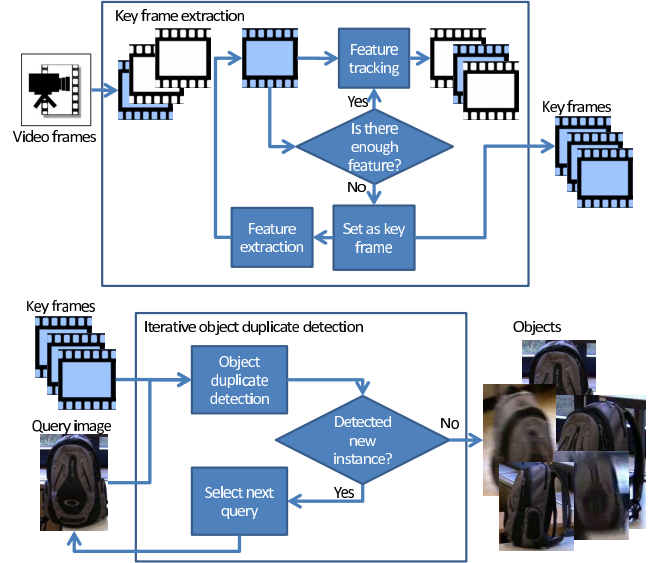 Key frame extraction
Video frames
Feature
tracking
Yes
Is there
enough
feature?
No
Feature
extraction
Set as key
frame
Key frames
Key frames
Iterative object duplicate detection
Objects
Object
duplicate
detection
Query image
Detected
new
instance?
No
Yes
Select next
query